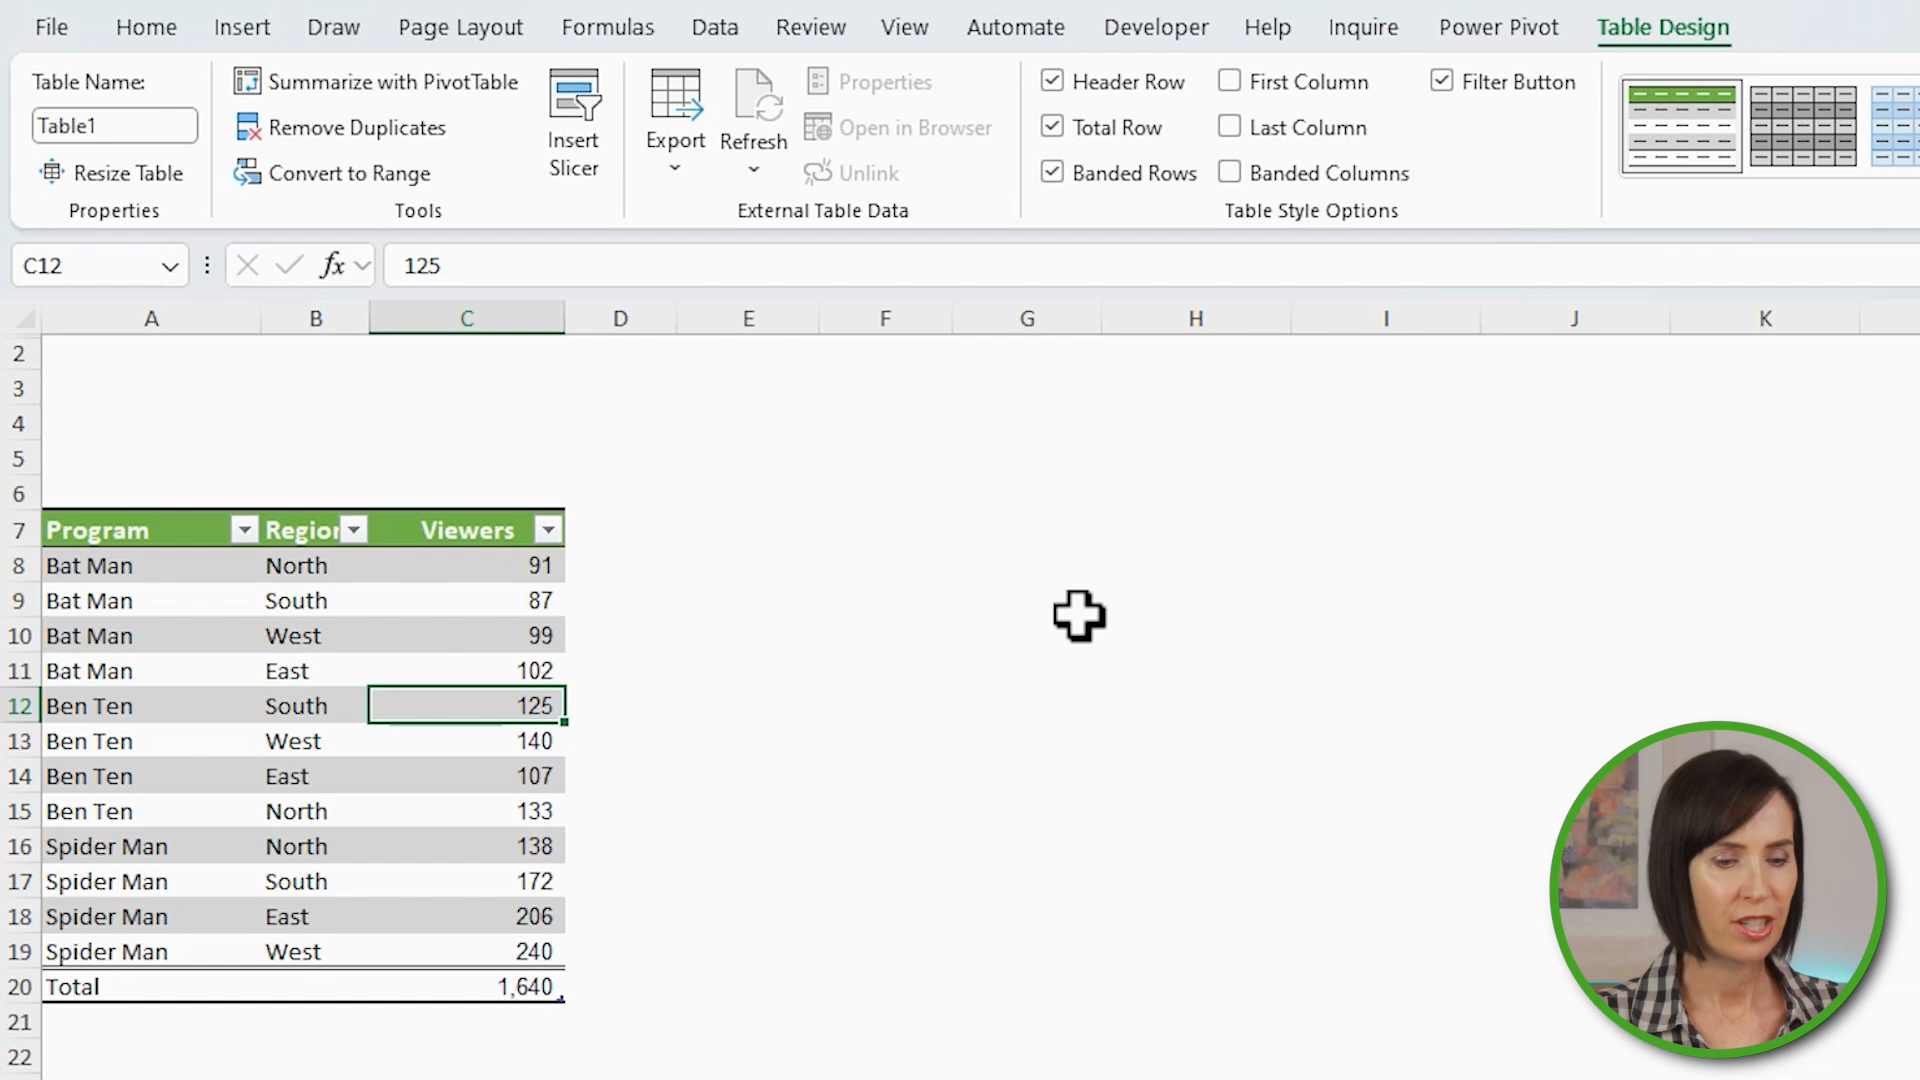 File Home Insert Draw Page Layout Formulas Data Review View Automate Developer Help Inquire Power Pivot Table Design
Table Name:
Table1
Resize Table
Properties
Summarize with PivotTable
Remove Duplicates
Convert to Range
Tools
Insert
Slicer
Export
Refresh
Properties
Open in Browser
Unlink
External Table Data
Header Row
Total Row
Banded Rows
First Column
Last Column
Banded Columns
Filter Button
Table Style Options
C12 fx 125
A B C D E F G H I J K
2
3
4
5
6
7 Program Region Viewers
8 Bat Man North 91
9 Bat Man South 87
10 Bat Man West 99
11 Bat Man East 102
12 Ben Ten South 125
13 Ben Ten West 140
14 Ben Ten East 107
15 Ben Ten North 133
16 Spider Man North 138
17 Spider Man South 172
18 Spider Man East 206
19 Spider Man West 240
20 Total 1,640
21
22